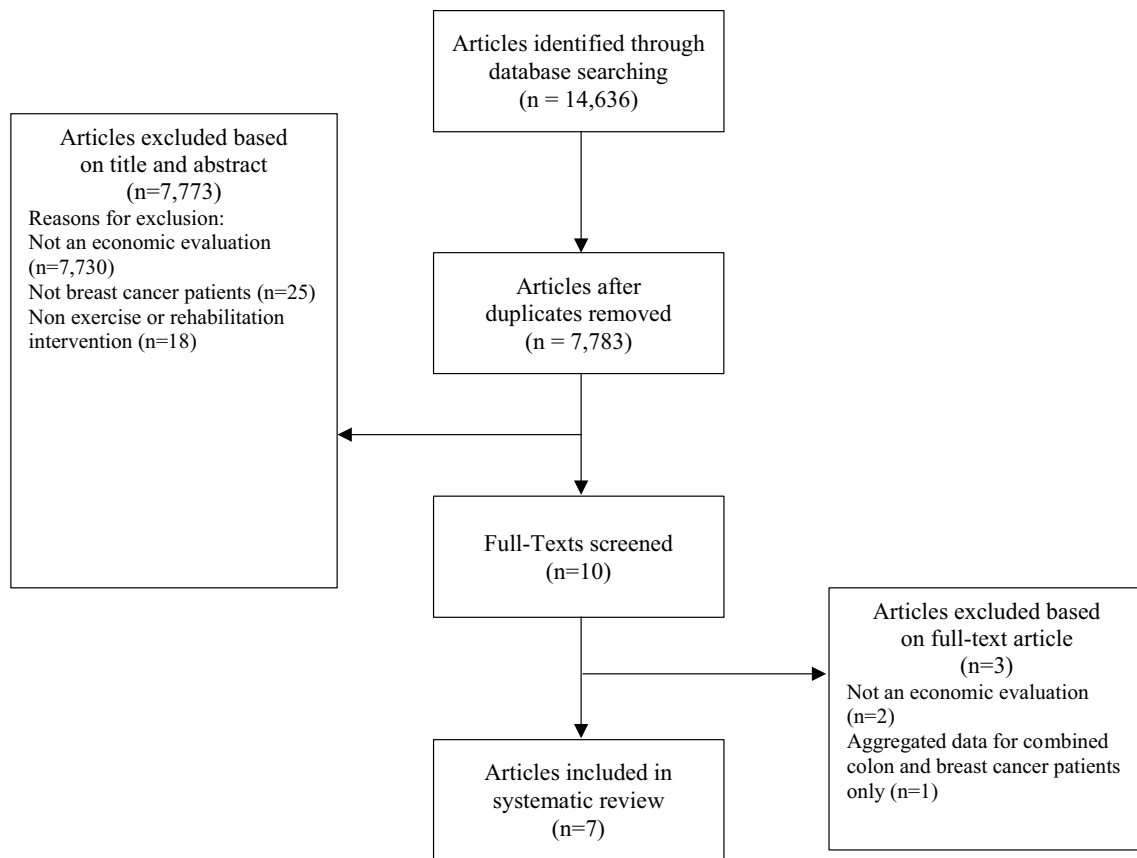 Articles identified through
database searching
(n = 14,636)
Articles excluded based
on title and abstract
(n=7,773)
Reasons for exclusion:
Not an economic evaluation
(n=7,730)
Not breast cancer patients (n=25)
Non exercise or rehabilitation
intervention (n=18)
Articles after
duplicates removed
(n = 7,783)
Full-Texts screened
(n=10)
Articles excluded based
on full-text article
(n=3)
Not an economic evaluation
(n=2)
Aggregated data for combined
colon and breast cancer patients
only (n=1)
Articles included in
systematic review
(n=7)